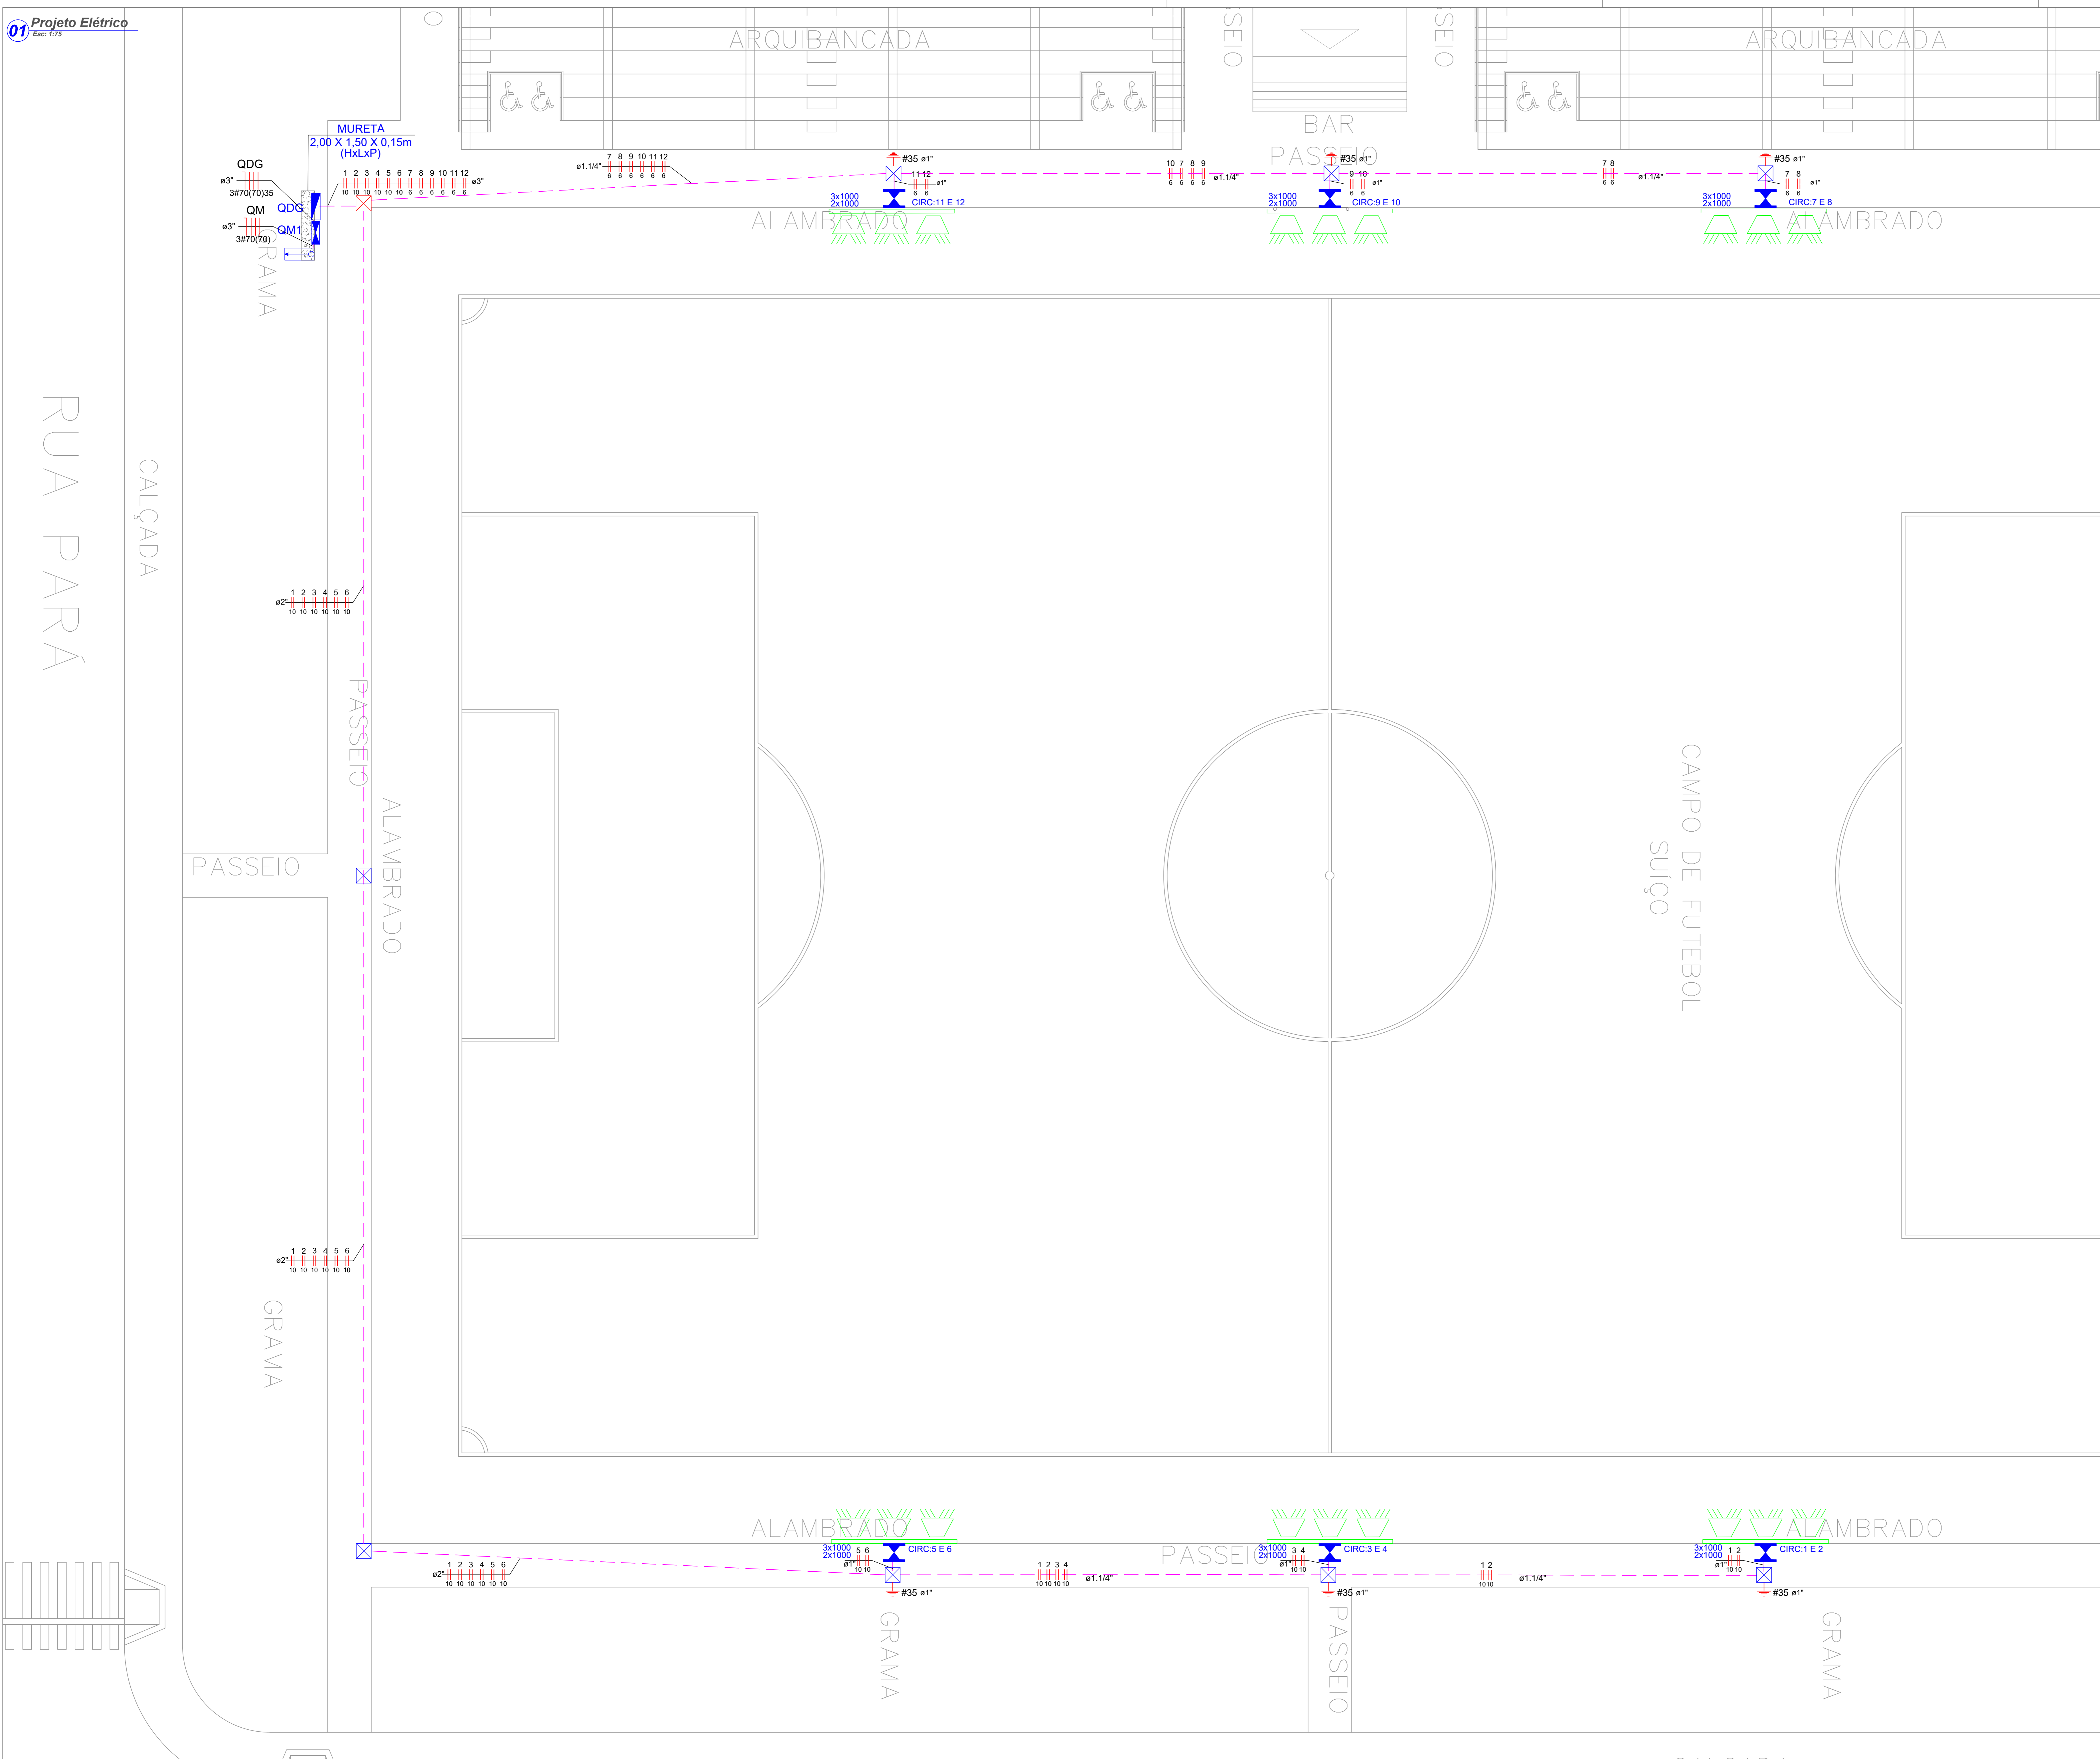 01 Projeto Elétrico
Esc: 1:75
O
ARQUIBANCADA
SSEIO
SSEIO
ARQUIBANCADA
BAR
PASSEIO
MURETA
2,00 X 1,50 X 0,15m
(HxLxP)
QDG
ø3"
3#70(70)35
QDG
QM
ø3"
3#70(70)
QM1
GRAMA
1 2 3 4 5 6 7 8 9 10 11 12
ø3"
10 10 10 10 10 10 6 6 6 6 6 6
7 8 9 10 11 12
ø1.1/4"
6 6 6 6 6 6
#35 ø1"
11 12
ø1"
6 6
3x1000
2x1000
CIRC:11 E 12
ALAMBRADO
10 7 8 9
6 6 6 6
ø1.1/4"
#35 ø1"
9 10
ø1"
6 6
3x1000
2x1000
CIRC:9 E 10
7 8
6 6
ø1.1/4"
#35 ø1"
7 8
ø1"
6 6
3x1000
2x1000
CIRC:7 E 8
ALAMBRADO
RUA PARÁ
CALÇADA
1 2 3 4 5 6
ø2"
10 10 10 10 10 10
PASSEIO
ALAMBRADO
PASSEIO
CAMPO DE FUTEBOL
SUÍÇO
1 2 3 4 5 6
ø2"
10 10 10 10 10 10
GRAMA
ALAMBRADO
3x1000
2x1000
5 6
ø1"
10 10
CIRC:5 E 6
PASSEIO
3x1000
2x1000
3 4
ø1"
10 10
CIRC:3 E 4
3x1000
2x1000
1 2
ø1"
10 10
CIRC:1 E 2
ALAMBRADO
1 2 3 4 5 6
ø2"
10 10 10 10 10 10
#35 ø1"
1 2 3 4
10 10 10 10
ø1.1/4"
#35 ø1"
1 2
10 10
ø1.1/4"
#35 ø1"
GRAMA
PASSEIO
GRAMA